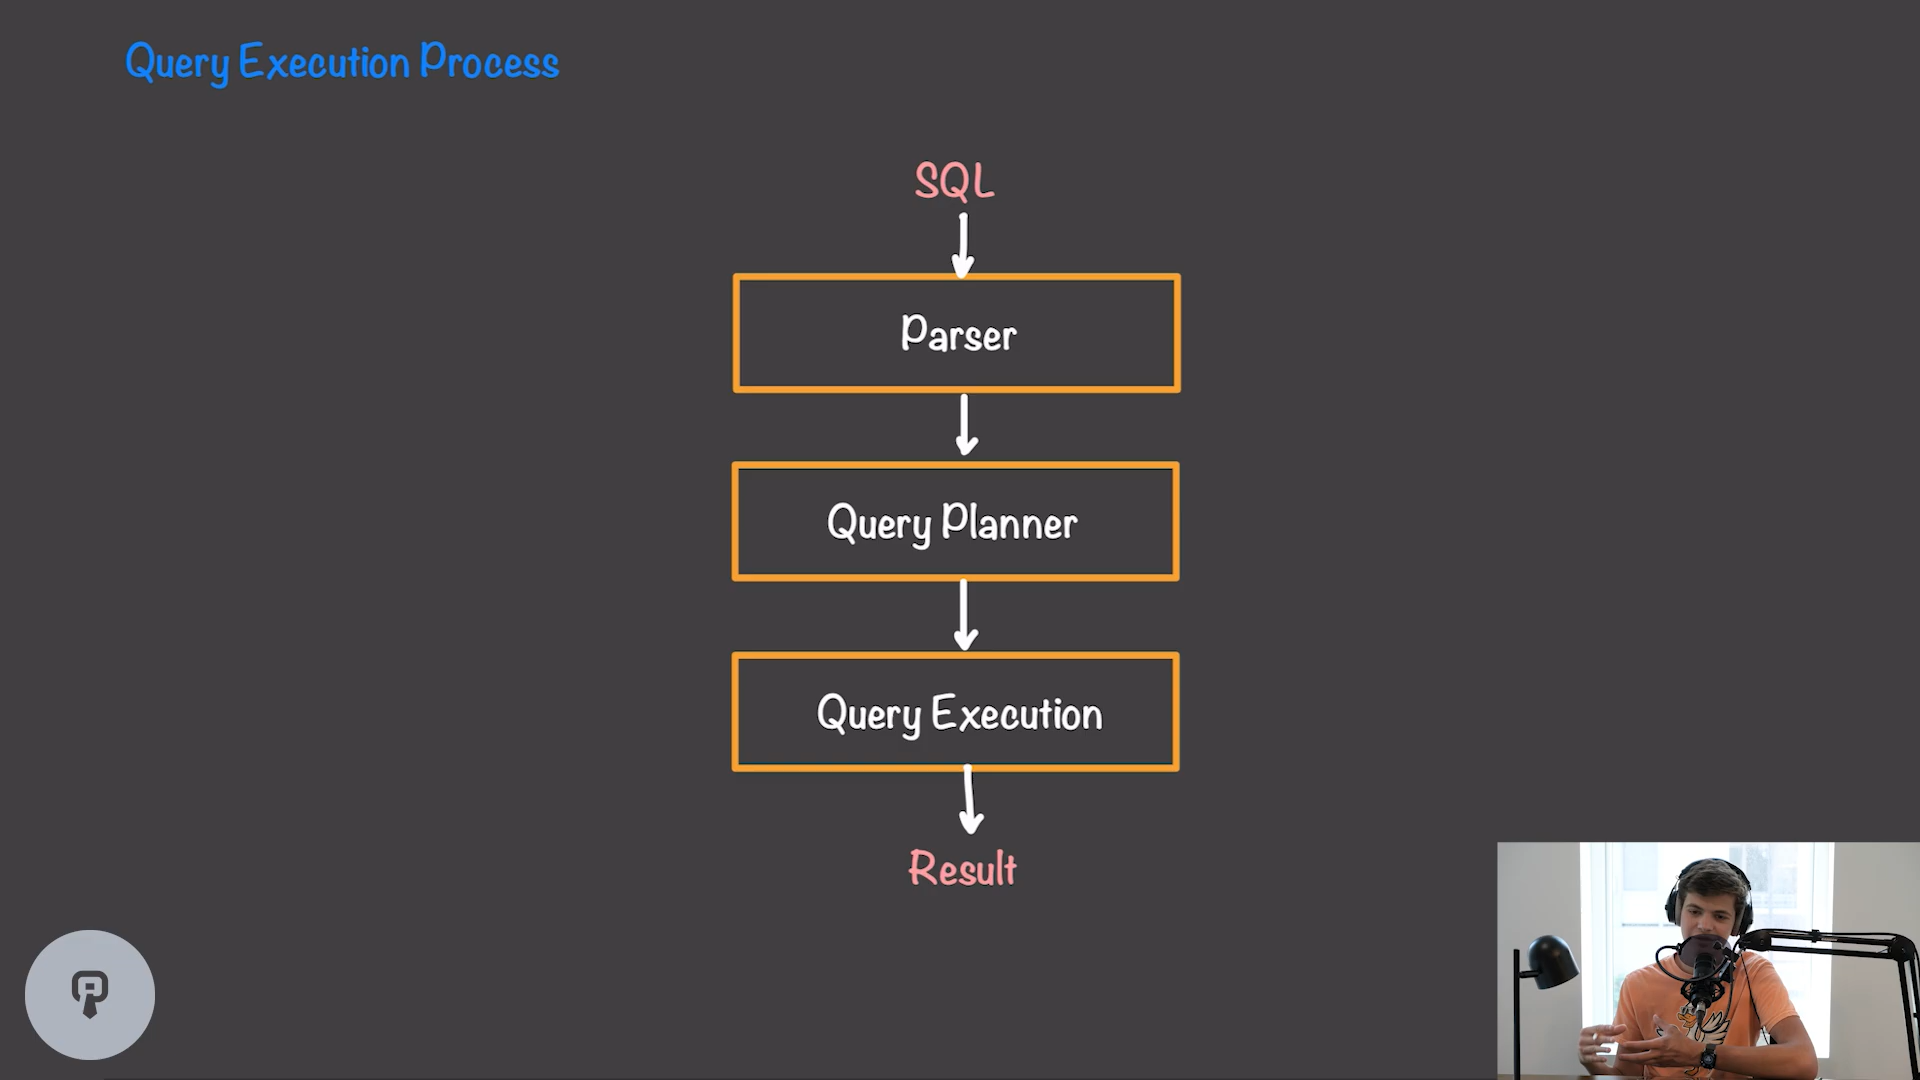 Query Execution Process
SQL
Parser
Query Planner
Query Execution
Result